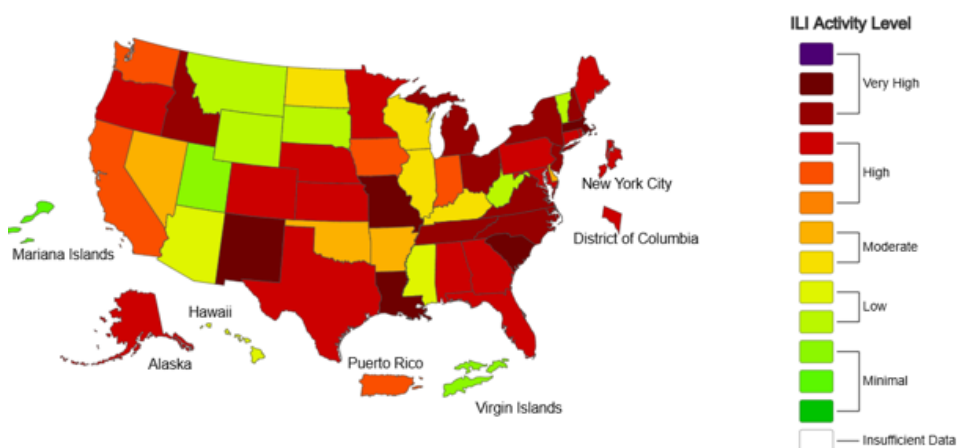 ILI Activity Level
Very High
High
Moderate
Low
Minimal
Insufficient Data
New York City
District of Columbia
Mariana Islands
Hawaii
Alaska
Puerto Rico
Virgin Islands